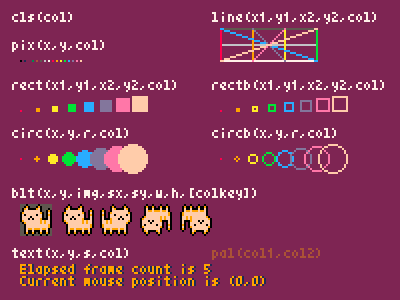 cls(col)
line(x1,y1,x2,y2,col)
pix(x,y,col)
rect(x1,y1,x2,y2,col)
rectb(x1,y1,x2,y2,col)
circ(x,y,r,col)
circb(x,y,r,col)
blt(x,y,img,sx,sy,w,h,[colkey])
text(x,y,s,col)
pal(col1,col2)
Elapsed frame count is 5
Current mouse position is (0,0)